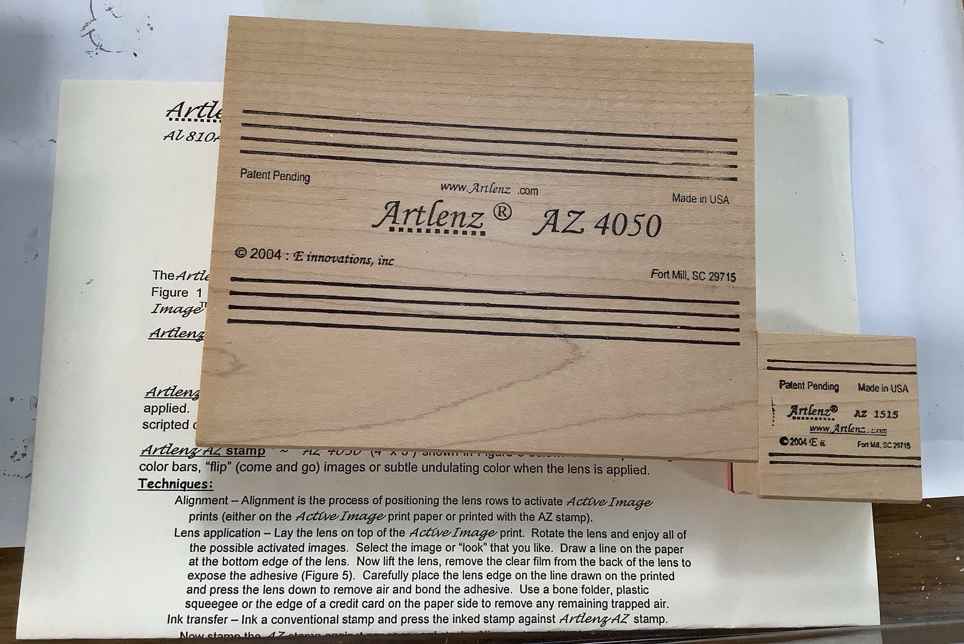 Patent Pending
www.Artlenz .com
Made in USA
Artlenz ® AZ 4050
© 2004 : E innovations, inc
Fort Mill, SC 29715
Patent Pending Made in USA
Artlenz® AZ 1515
www.Artlenz.com
© 2004 E ii
Fort Mill, SC 29715
Al 810
The Artle
Figure 1
Image
Artlenz
Artlenz
applied.
scripted
Artlenz AZ stamp ~ AZ 4050
color bars, "flip" (come and go) images or subtle undulating color when the lens is applied.
Techniques:
Alignment – Alignment is the process of positioning the lens rows to activate Active Image
prints (either on the Active Image print paper or printed with the AZ stamp).
Lens application – Lay the lens on top of the Active Image print. Rotate the lens and enjoy all of
the possible activated images. Select the image or "look" that you like. Draw a line on the paper
at the bottom edge of the lens. Now lift the lens, remove the clear film from the back of the lens to
expose the adhesive (Figure 5). Carefully place the lens edge on the line drawn on the printed
and press the lens down to remove air and bond the adhesive. Use a bone folder, plastic
squeegee or the edge of a credit card on the paper side to remove any remaining trapped air.
Ink transfer – Ink a conventional stamp and press the inked stamp against Artlenz AZ stamp.
Now stamp the AZ stamp